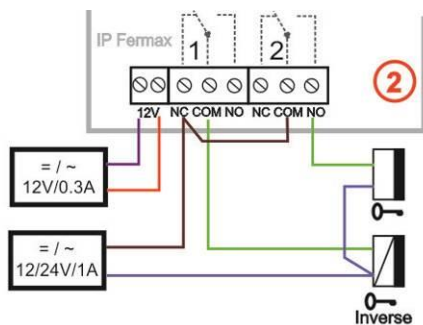 IP Fermax
1
2
2
12V NC COM NO NC COM NO
= / ~
12V/0.3A
= / ~
12/24V/1A
Inverse